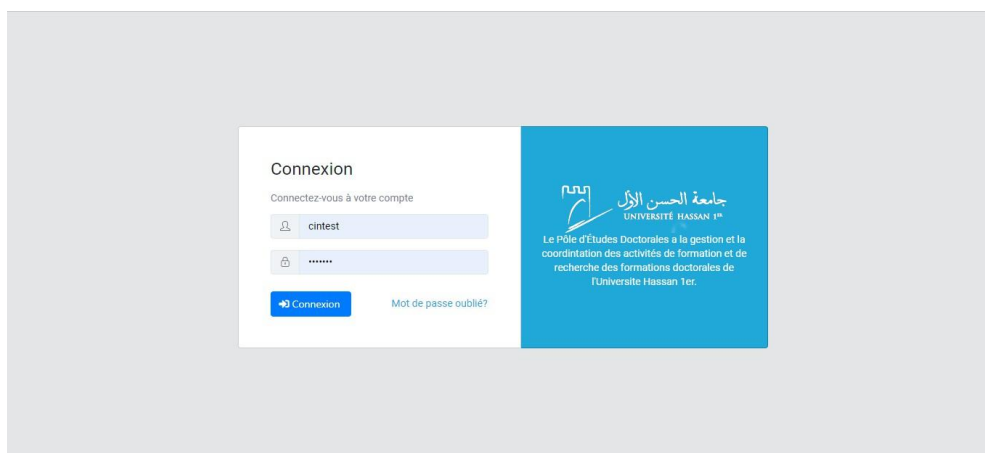 Connexion
Connectez-vous à votre compte
cintest
•••••••
Connexion
Mot de passe oublié?
جامعة الحسن الأول
UNIVERSITÉ HASSAN 1ᴱᴿ
Le Pôle d'Études Doctorales a la gestion et la
coordintation des activités de formation et de
recherche des formations doctorales de
l'Universite Hassan 1er.